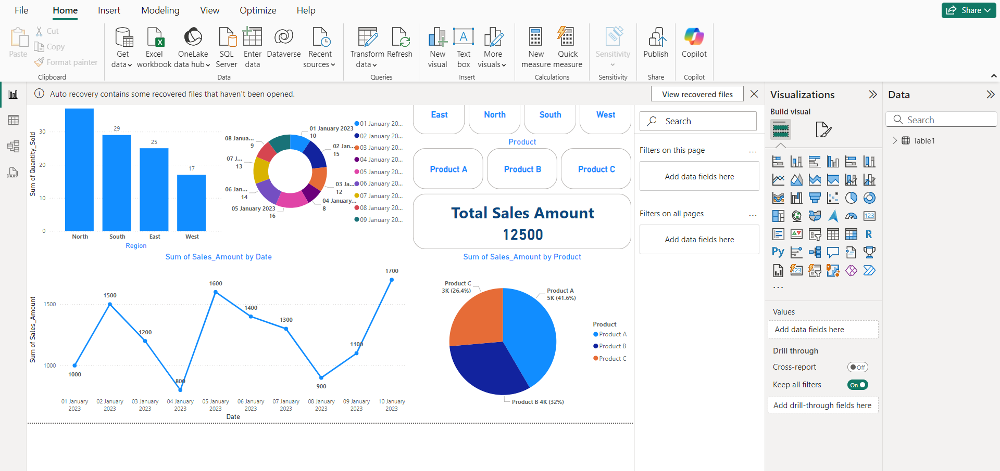 File Home Insert Modeling View Optimize Help Share
Paste Cut
Copy
Format painter
Clipboard
Get data
Excel workbook
OneLake data hub
SQL Server
Enter data
Dataverse
Recent sources
Data
Transform data
Refresh
Queries
New visual
Text box
More visuals
Insert
New measure
Quick measure
Calculations
Sensitivity
Sensitivity
Publish
Share
Copilot
Copilot
Auto recovery contains some recovered files that haven't been opened.
View recovered files
Sum of Quantity_Sold
30
20
10
0
29
25
17
North South East West
Region
01 January 2023
10
02 Jan...
15
03 Ja...
12
04 January...
8
05 January 2023
16
06 Jan...
14
07 J...
13
08 Janua...
9
01 January 20...
02 January 20...
03 January 20...
04 January 20...
05 January 20...
06 January 20...
07 January 20...
08 January 20...
09 January 20...
East North South West
Product
Product A Product B Product C
Total Sales Amount
12500
Sum of Sales_Amount by Date
Sum of Sales_Amount
1500
1000
1000
1500
1200
800
1600
1400
1300
900
1100
1700
01 January 2023
02 January 2023
03 January 2023
04 January 2023
05 January 2023
06 January 2023
07 January 2023
08 January 2023
09 January 2023
10 January 2023
Date
Sum of Sales_Amount by Product
Product C
3K (26.4%)
Product A
5K (41.6%)
Product B 4K (32%)
Product
Product A
Product B
Product C
Search
Filters on this page ...
Add data fields here
Filters on all pages ...
Add data fields here
Visualizations
Build visual
123
R
Py
123
...
Values
Add data fields here
Drill through
Cross-report Off
Keep all filters On
Add drill-through fields here
Data
Search
Table1
DAX